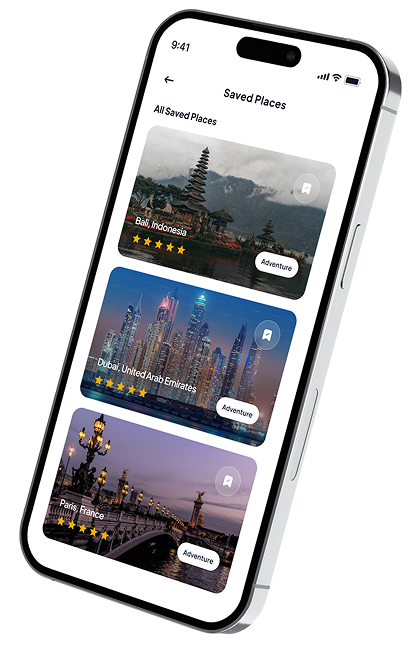 9:41
Saved Places
All Saved Places
Bali, Indonesia
Adventure
Dubai, United Arab Emirates
Adventure
Paris, France
Adventure